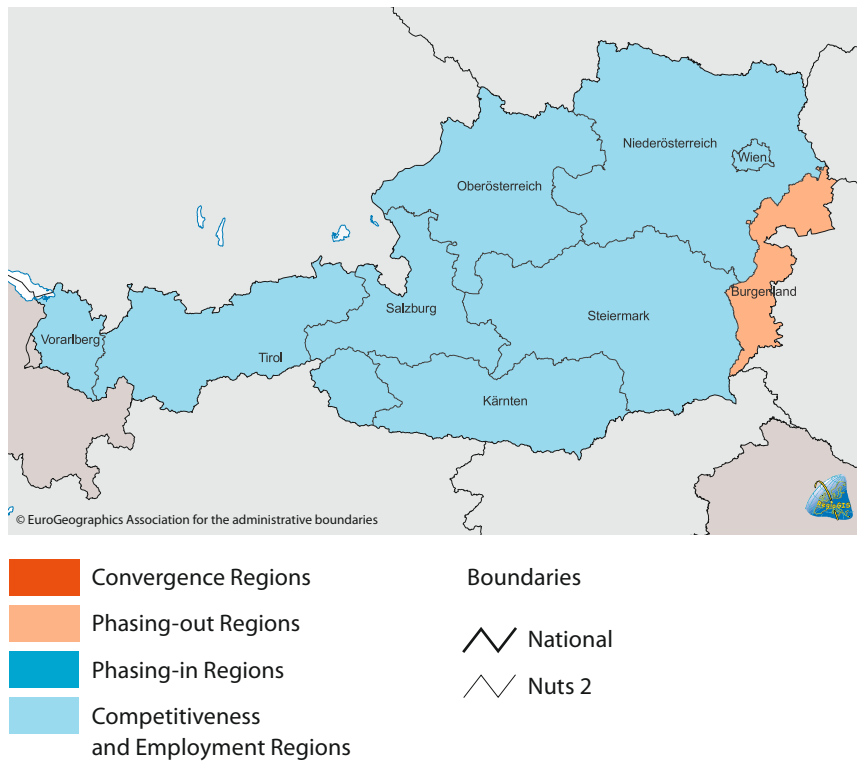 Niederösterreich
Wien
Oberösterreich
Burgenland
Salzburg
Steiermark
Vorarlberg
Tirol
Kärnten
© EuroGeographics Association for the administrative boundaries
RegioGIS
Convergence Regions
Phasing-out Regions
Phasing-in Regions
Competitiveness
and Employment Regions
Boundaries
National
Nuts 2